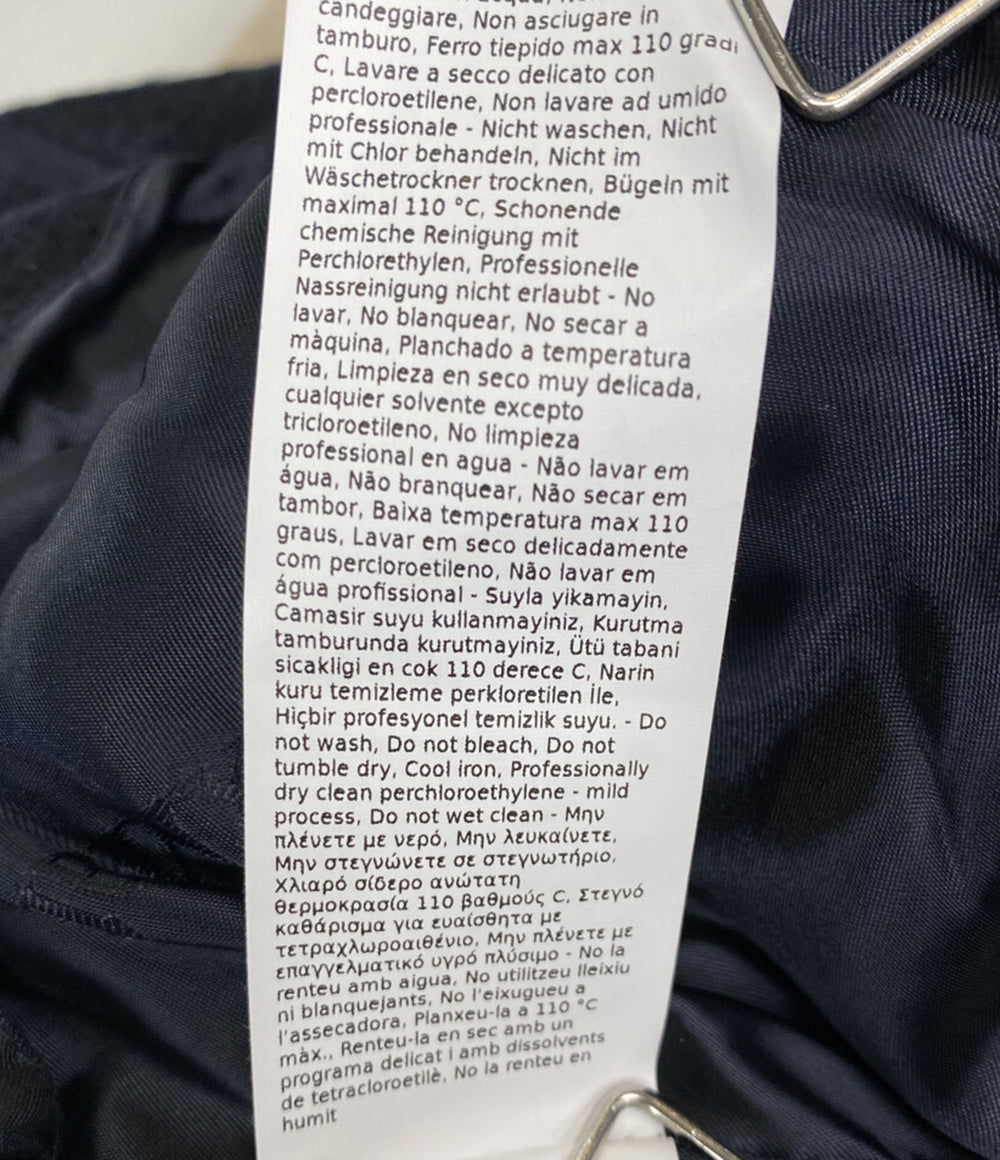 candeggiare, Non asciugare in
tamburo, Ferro tiepido max 110 gradi
C, Lavare a secco delicato con
percloroetilene, Non lavare ad umido
professionale - Nicht waschen, Nicht
mit Chlor behandeln, Nicht im
Wäschetrockner trocknen, Bügeln mit
maximal 110 °C, Schonende
chemische Reinigung mit
Perchlorethylen, Professionelle
Nassreinigung nicht erlaubt - No
lavar, No blanquear, No secar a
màquina, Planchado a temperatura
fria, Limpieza en seco muy delicada,
cualquier solvente excepto
tricloroetileno, No limpieza
professional en agua - Não lavar em
água, Não branquear, Não secar em
tambor, Baixa temperatura max 110
graus, Lavar em seco delicadamente
com percloroetileno, Não lavar em
água profissional - Suyla yikamayin,
Camasir suyu kullanmayiniz, Kurutma
tamburunda kurutmayiniz, Ütü tabani
sicakligi en cok 110 derece C, Narin
kuru temizleme perkloretilen İle,
Hiçbir profesyonel temizlik suyu. - Do
not wash, Do not bleach, Do not
tumble dry, Cool iron, Professionally
dry clean perchloroethylene - mild
process, Do not wet clean - Μην
πλένετε με νερό, Μην λευκαίνετε,
Μην στεγνώνετε σε στεγνωτήριο,
Χλιαρό σίδερο ανώτατη
θερμοκρασία 110 βαθμούς C, Στεγνό
καθάρισμα για ευαίσθητα με
τετραχλωροαιθένιο, Μην πλένετε με
επαγγελματικό υγρό πλύσιμο - No la
renteu amb aigua, No utilitzeu lleixiu
ni blanquejants, No l'eixugueu a
l'assecadora, Planxeu-la a 110 °C
màx., Renteu-la en sec amb un
programa delicat i amb dissolvents
de tetracloroetilè, No la renteu en
humit